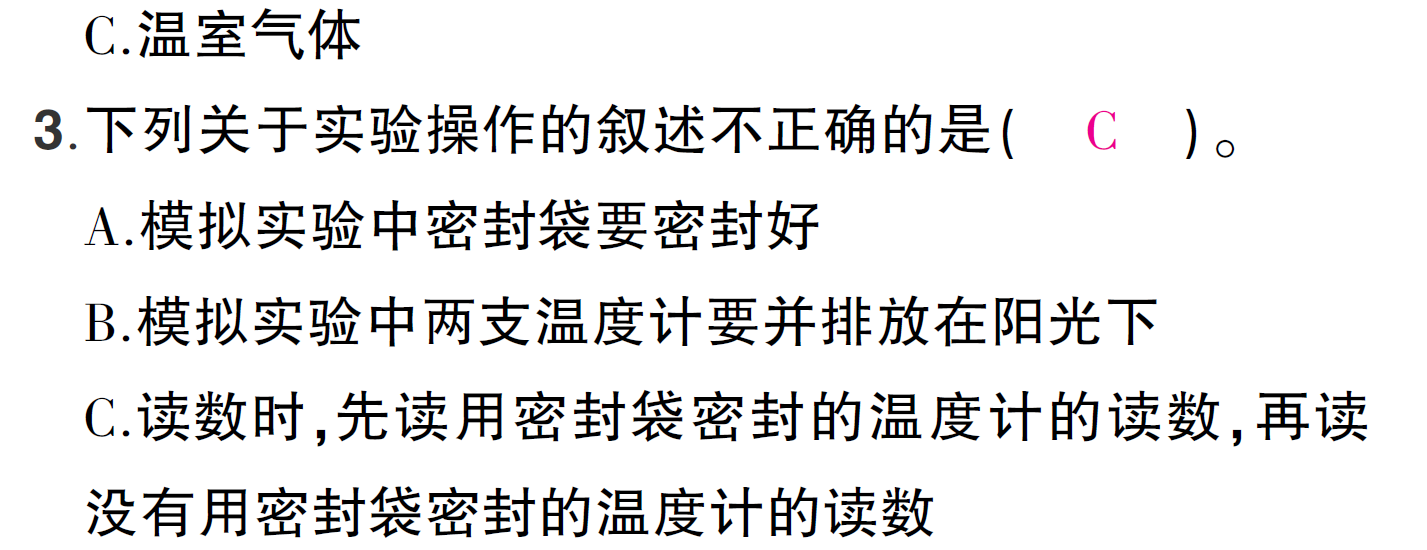 C.温室气体
3.下列关于实验操作的叙述不正确的是( C )。
A.模拟实验中密封袋要密封好
B.模拟实验中两支温度计要并排放在阳光下
C.读数时,先读用密封袋密封的温度计的读数,再读
没有用密封袋密封的温度计的读数